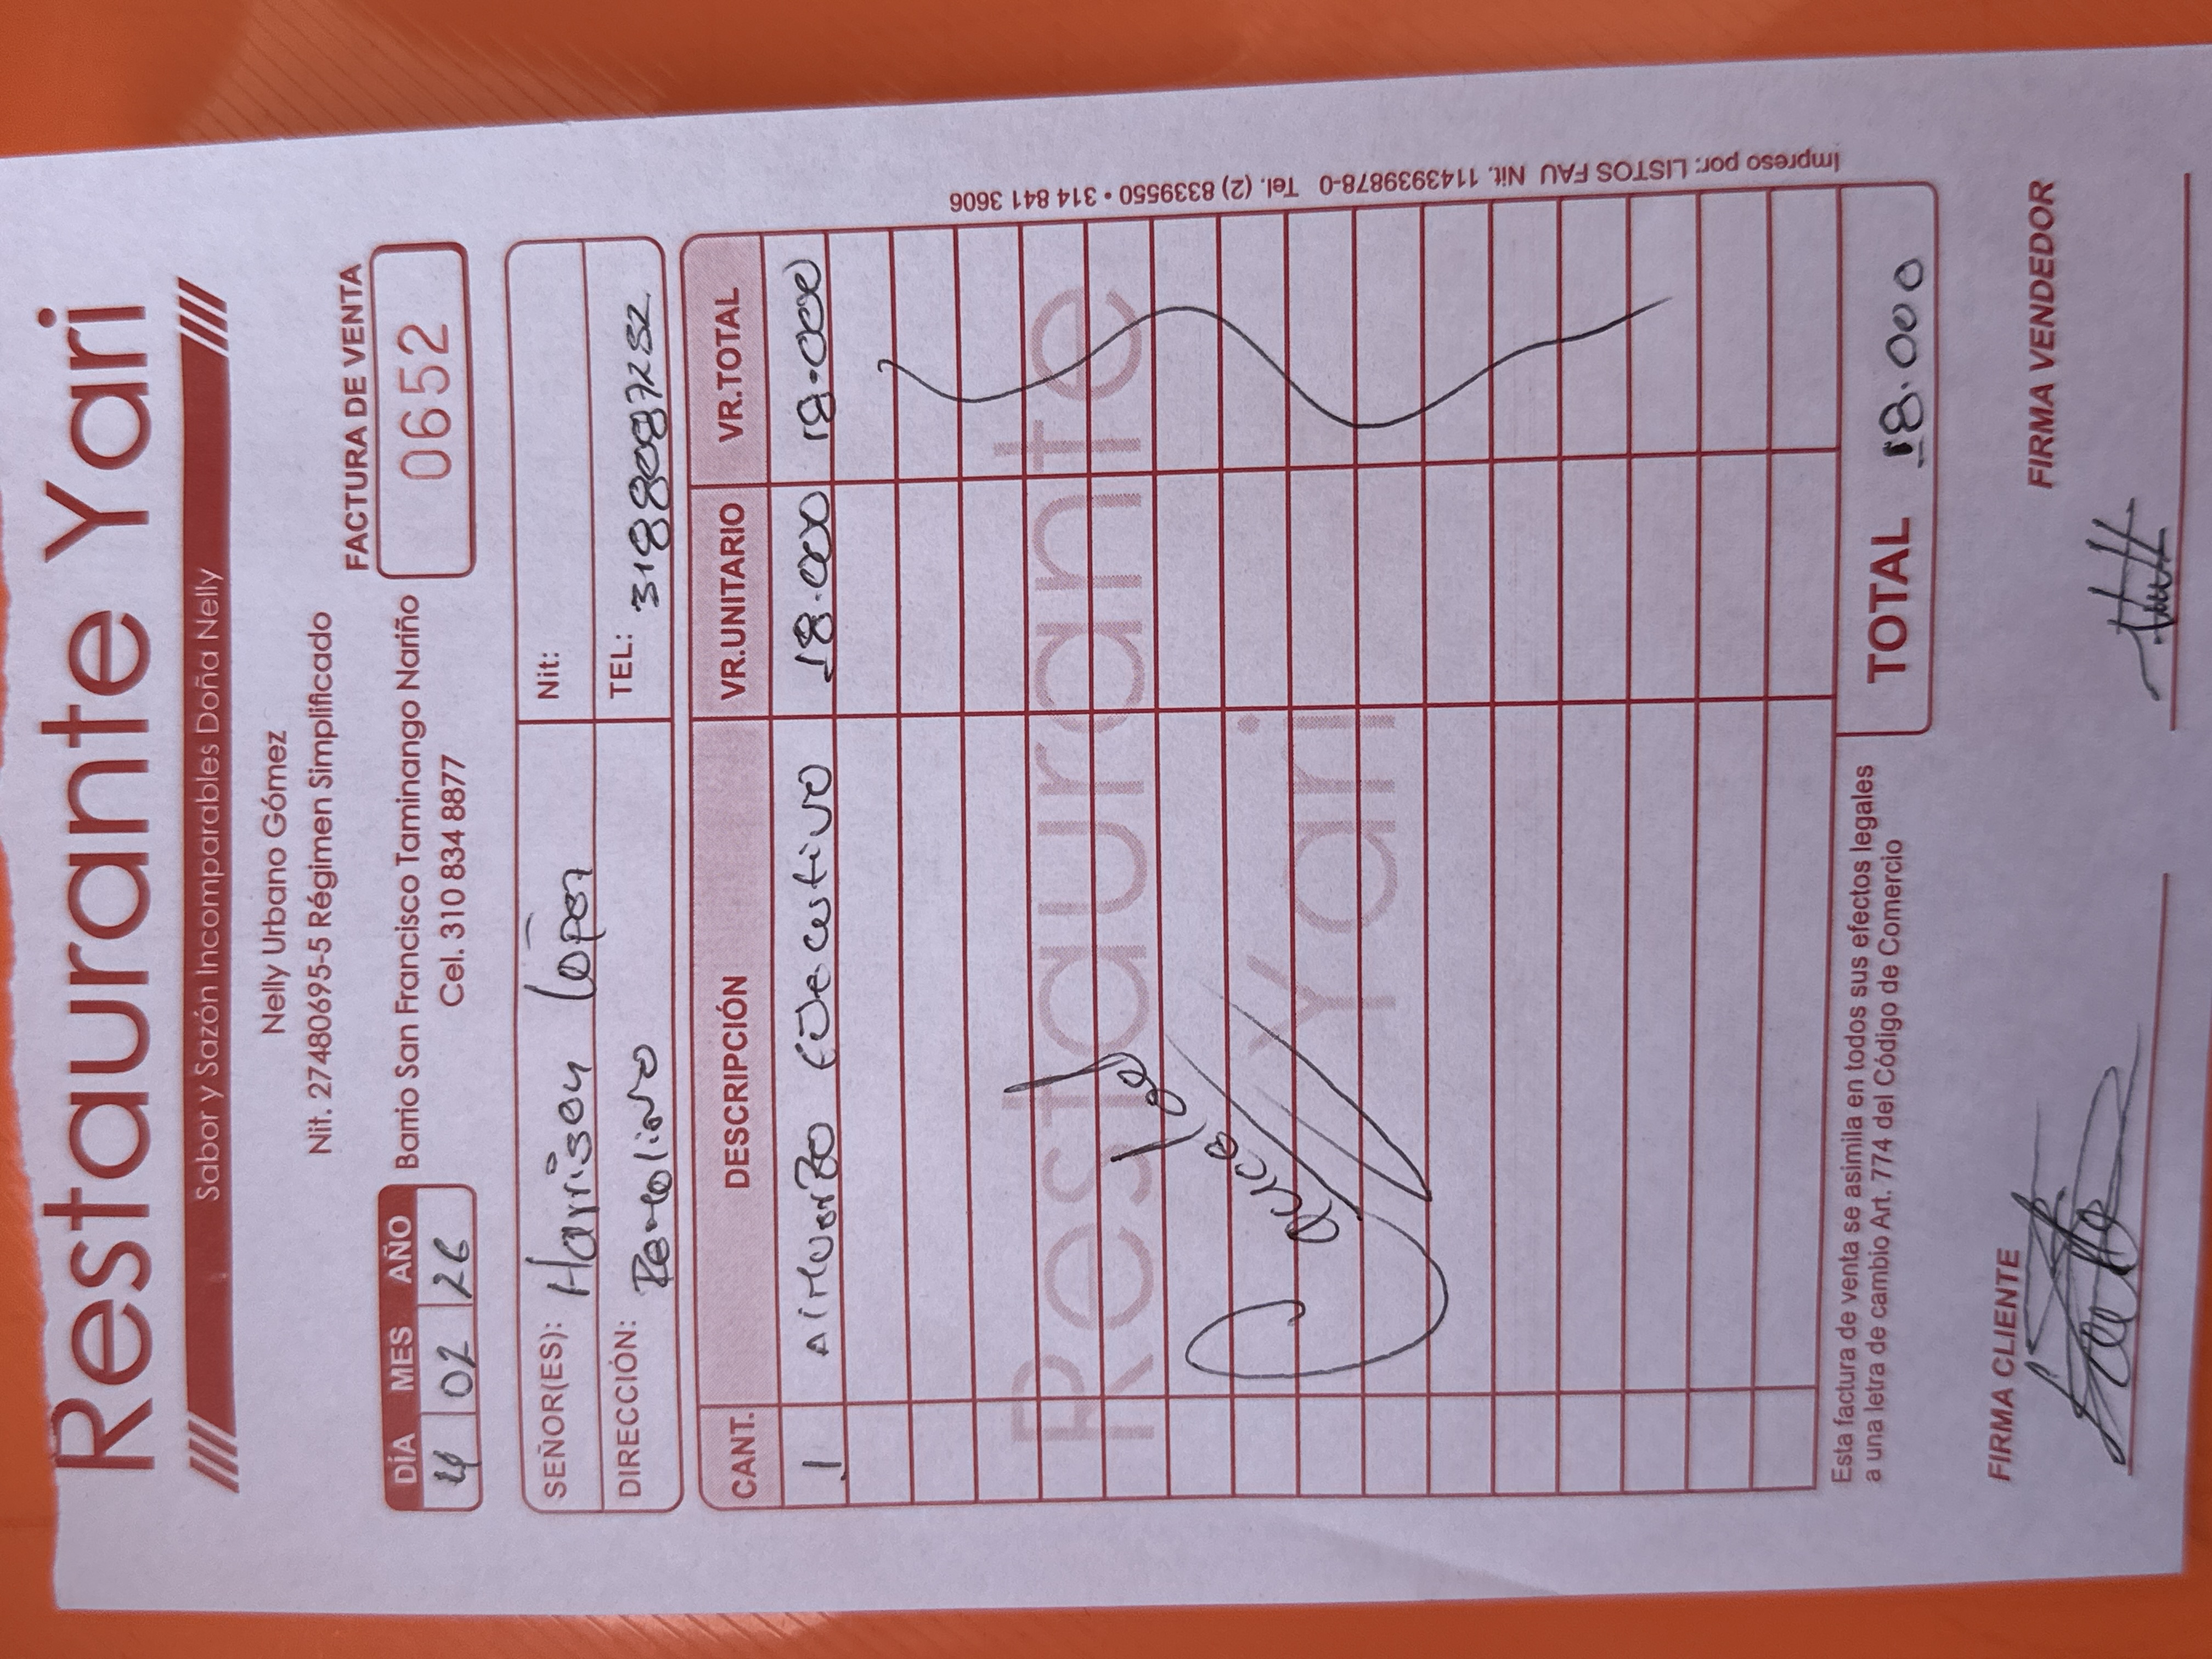 Restaurante Yari
Sabor y Sazón Incomparables Doña Nelly
Nelly Urbano Gómez
Nit. 27480695-5 Régimen Simplificado
FACTURA DE VENTA
0652
Barrio San Francisco Taminango Nariño
Cel. 310 834 8877
DÍA MES AÑO
4 02 26
SEÑOR(ES): Harrison López Nit:
DIRECCIÓN: Remolino TEL: 3188087252
CANT. DESCRIPCIÓN VR.UNITARIO VR.TOTAL
1 Almuerzo Ejecutivo 18.000 18.000
Restaurante
Yari
TOTAL 18.000
Esta factura de venta se asimila en todos sus efectos legales
a una letra de cambio Art. 774 del Código de Comercio
FIRMA CLIENTE FIRMA VENDEDOR
Impreso por: LISTOS FAU Nit. 1143939878-0 Tel. (2) 8339550 • 314 841 3606